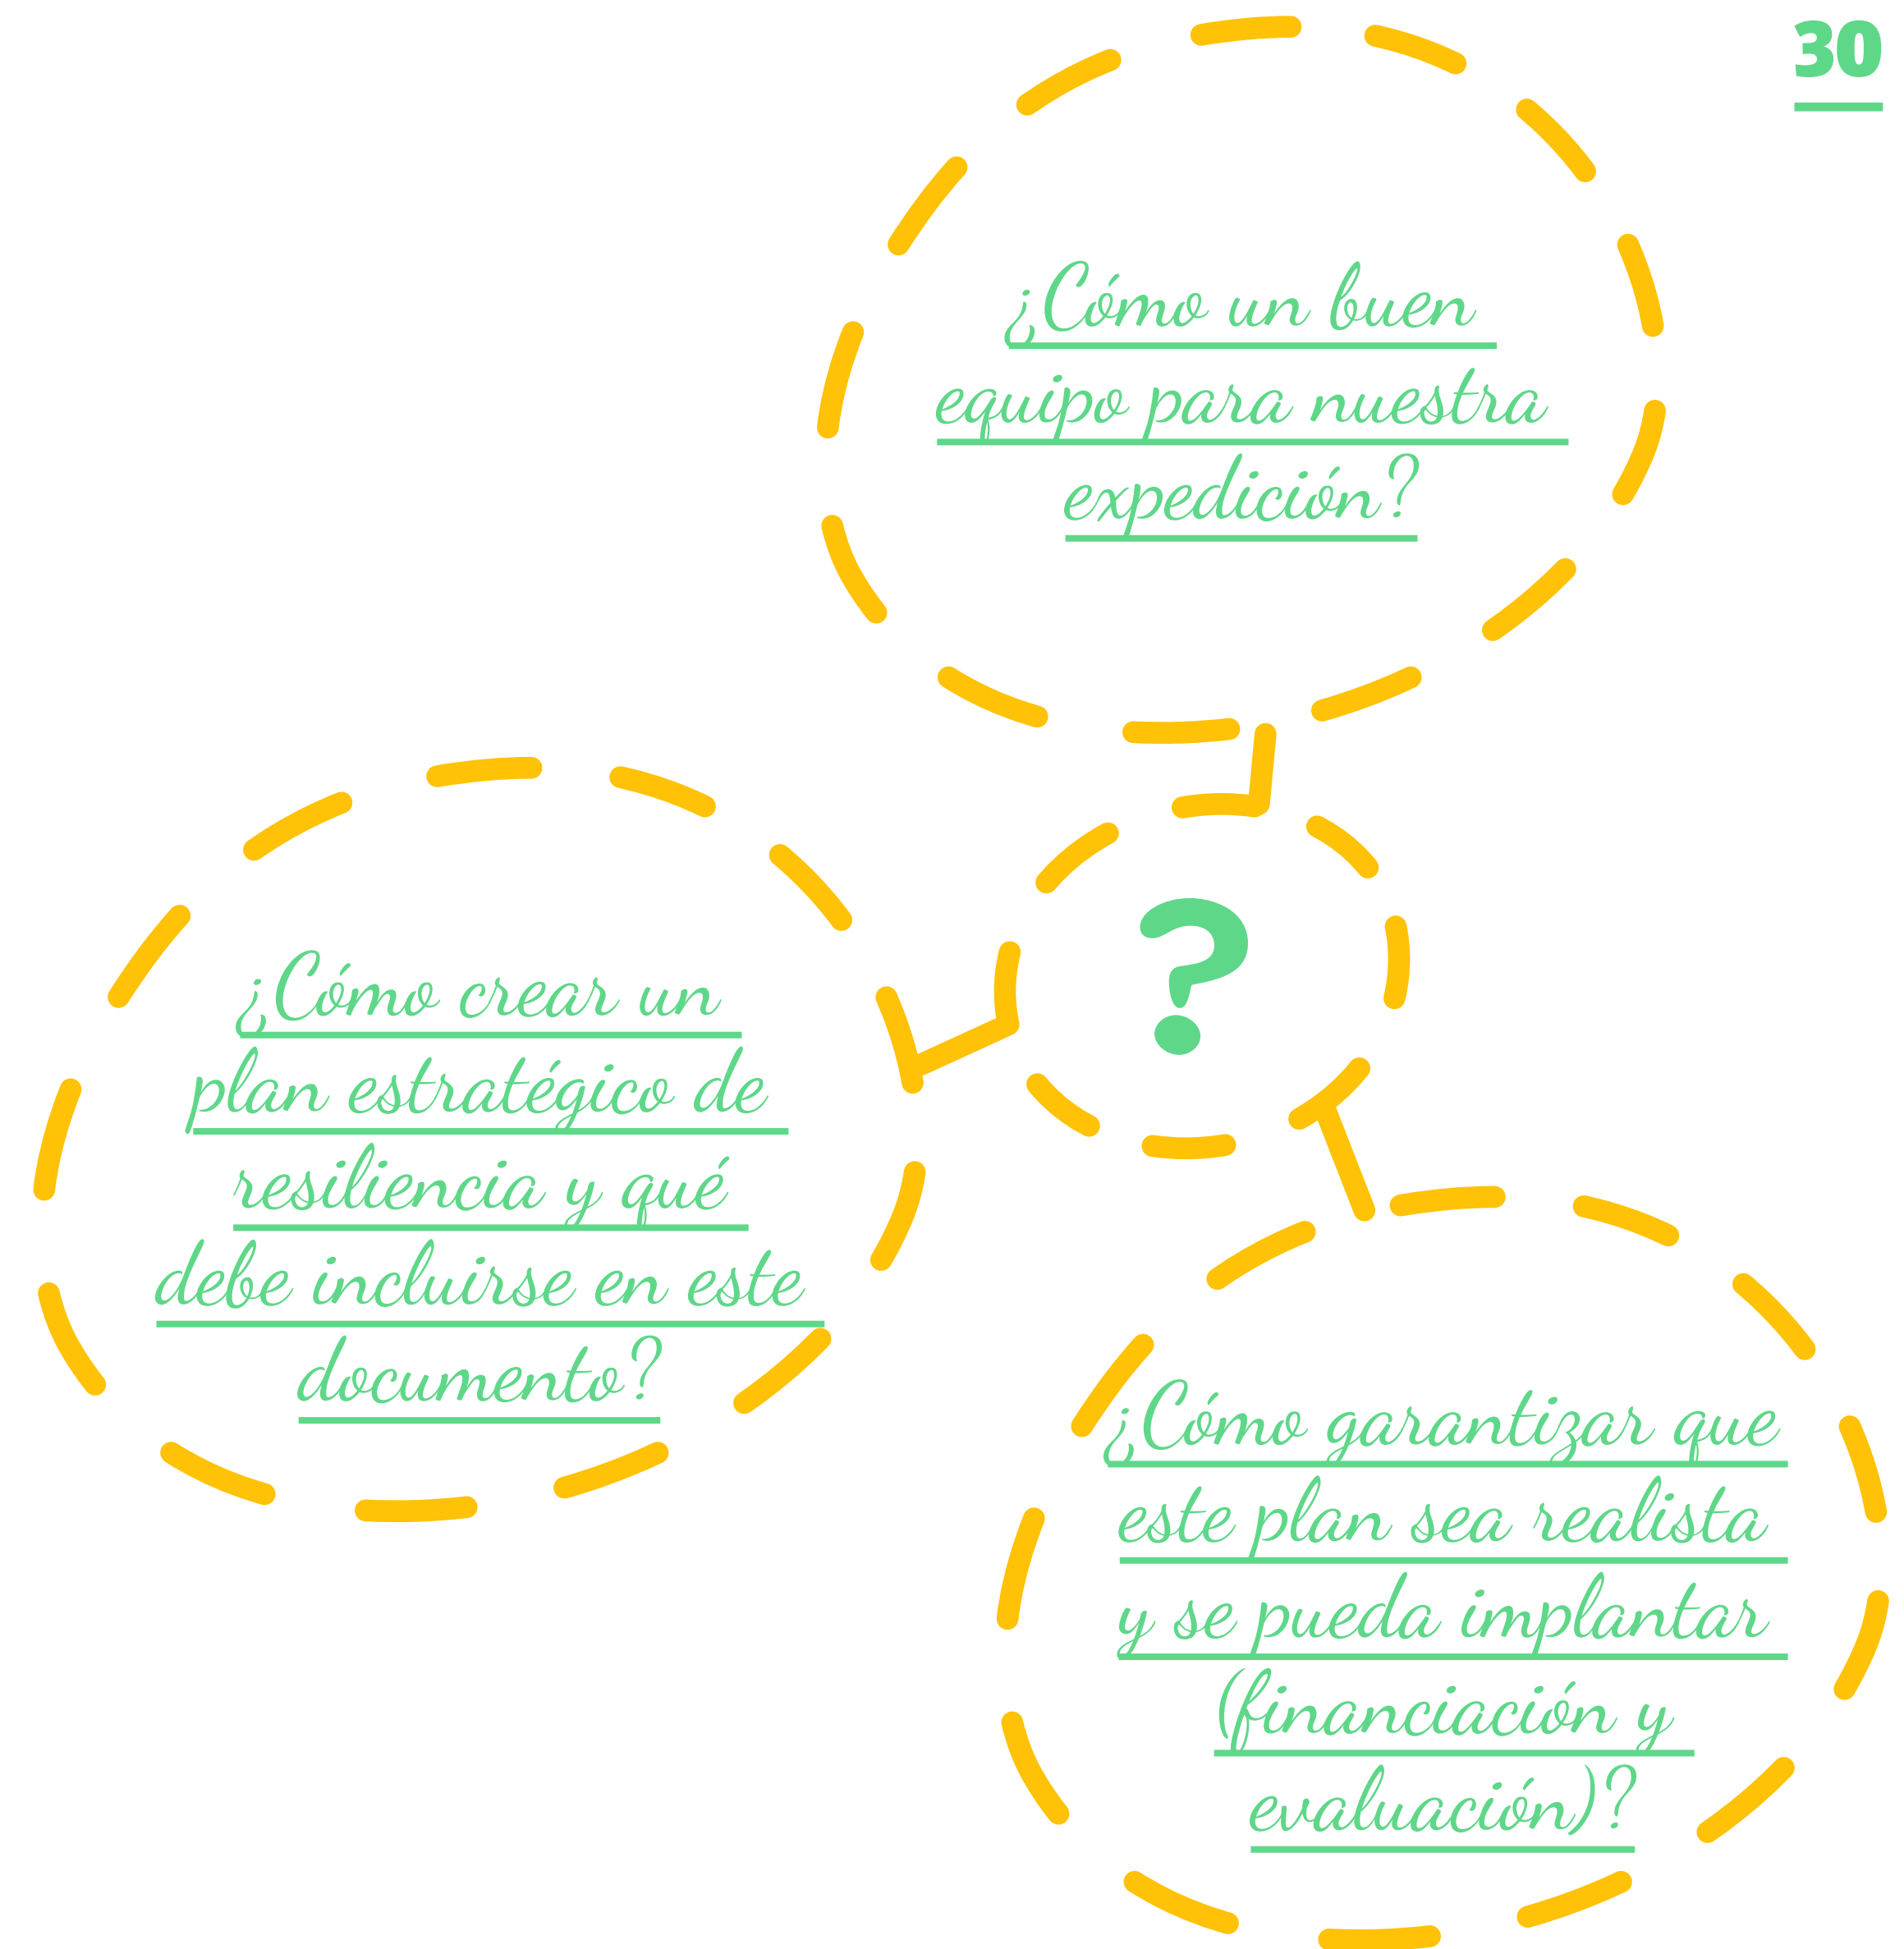 30
¿Cómo un buen
equipo para nuestra
expedición?
?
¿Cómo crear un
plan estratégico de
resiliencia y qué
debe incluirse en este
documento?
¿Cómo garantizar que
este plan sea realista
y se pueda implantar
(financiación y
evaluación)?